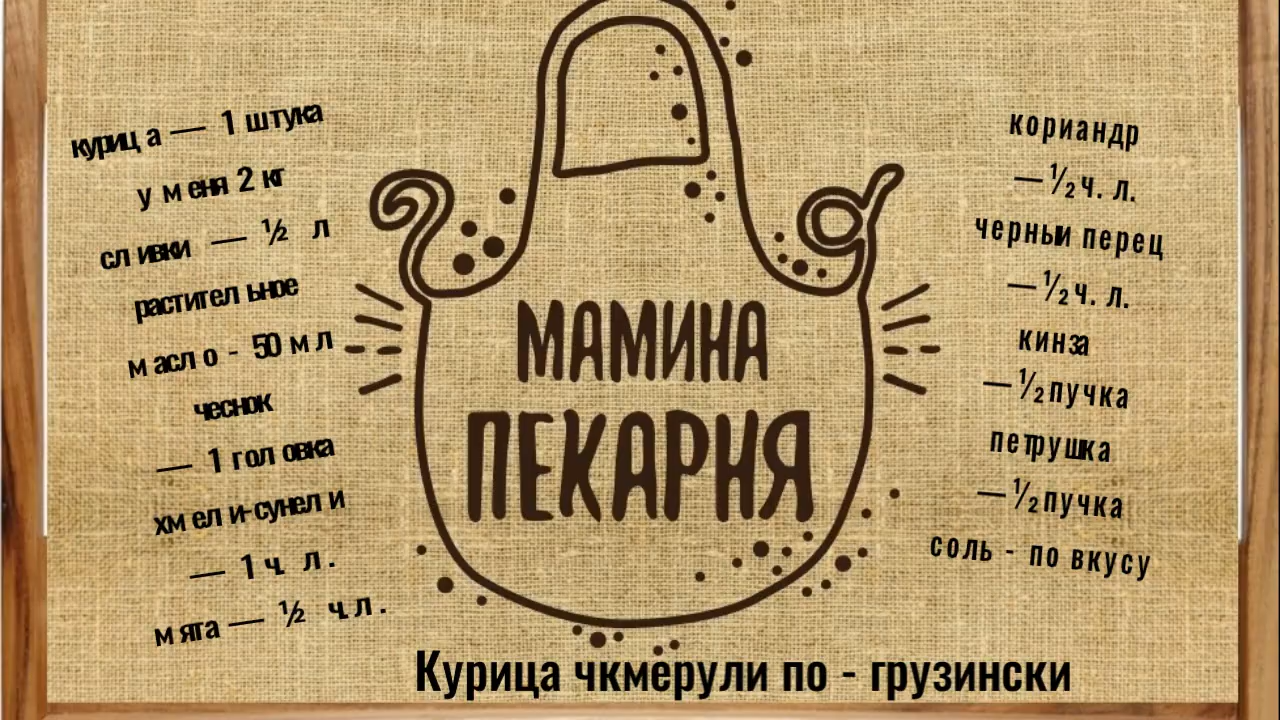 курица — 1 штука
у меня 2 кг
сливки — ½ л
растительное
масло - 50 мл
чеснок
— 1 головка
хмели-сунели
— 1 ч. л.
мята — ½ ч.л.
МАМИНА
ПЕКАРНЯ
кориандр
— ½ ч. л.
черный перец
— ½ ч. л.
кинза
— ½ пучка
петрушка
— ½ пучка
соль - по вкусу
Курица чкмерули по - грузински